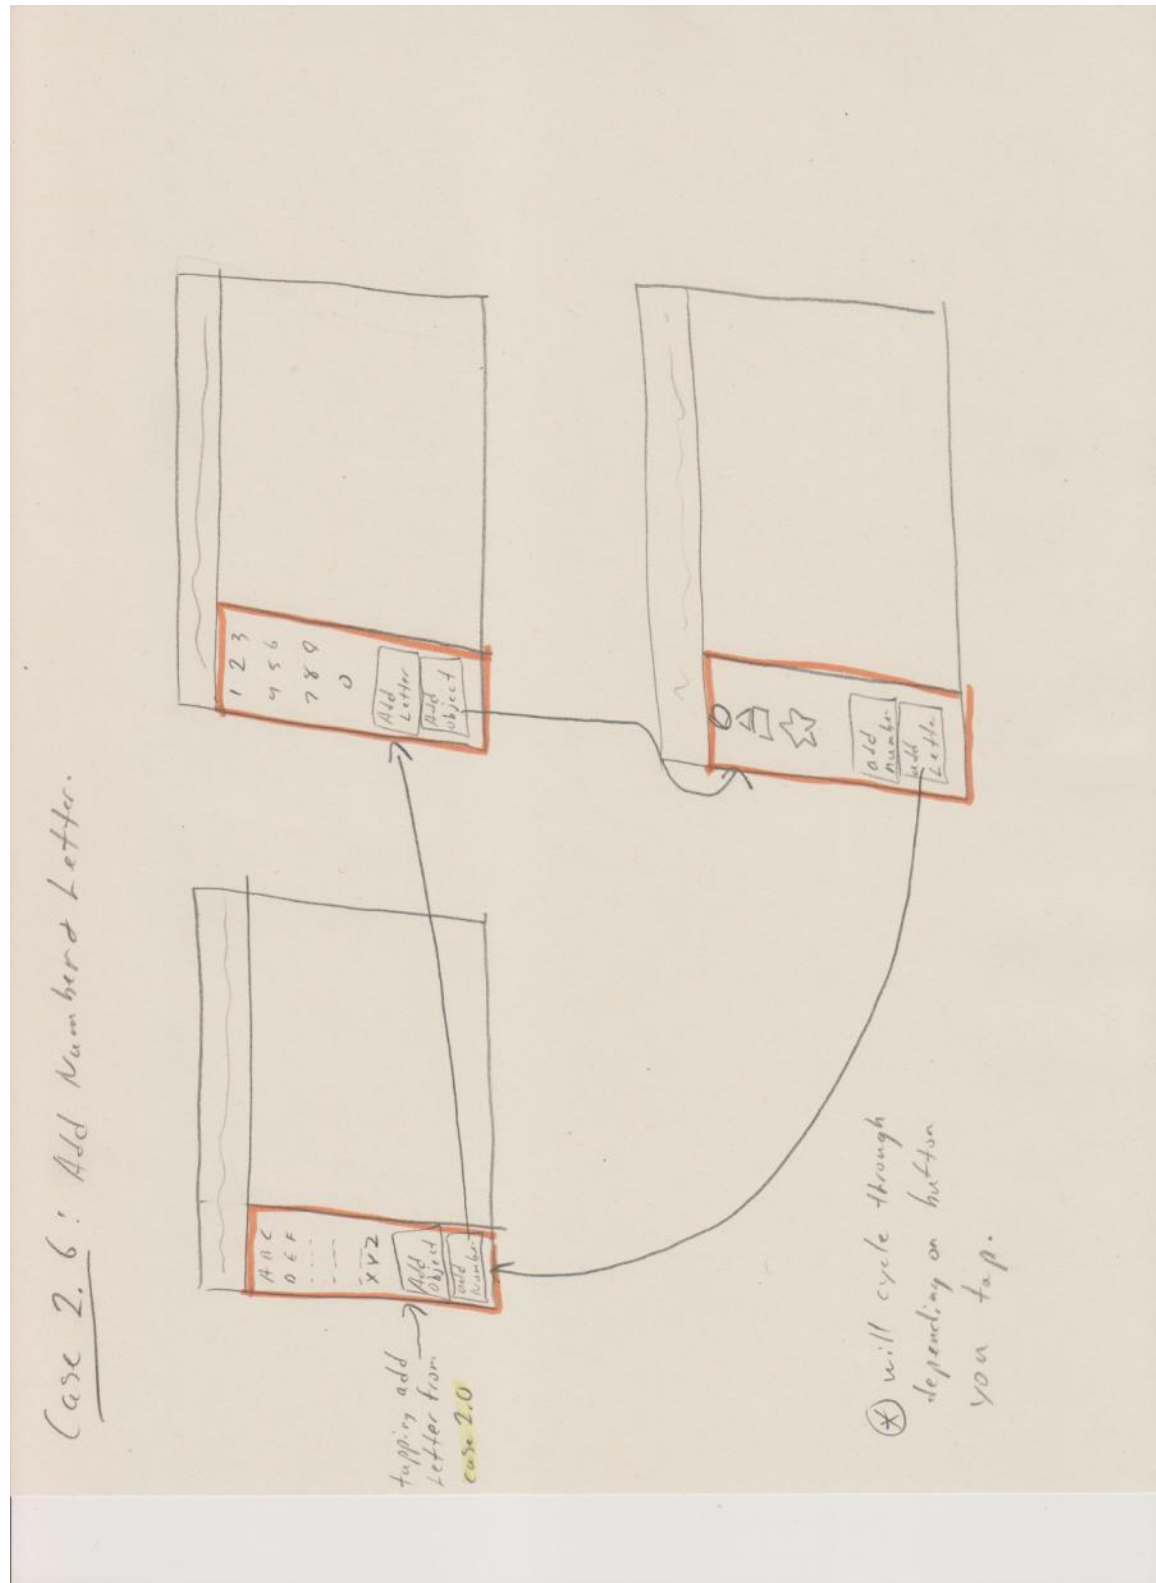 Case 2.6: Add Number & Letter.
tapping add
Letter from
case 2.0
A B C
D E F
X Y Z
Add
Object
add
Number
1 2 3
4 5 6
7 8 9
0
Add
Letter
Add
object
add
number
add
Letter
* will cycle through
depending on button
you tap.